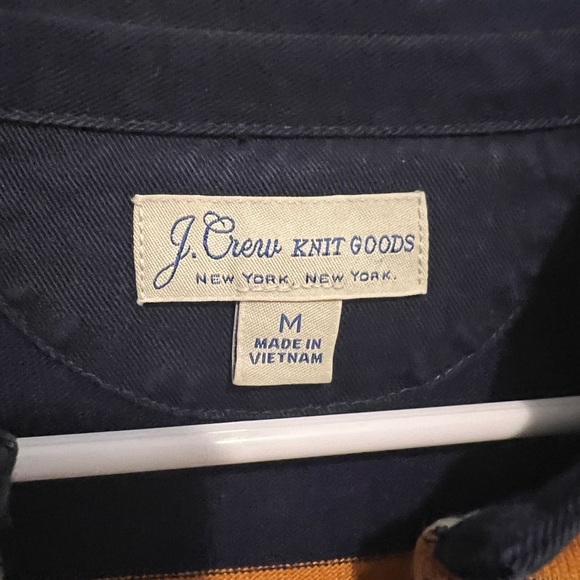 J. Crew KNIT GOODS
NEW YORK, NEW YORK.
M
MADE IN
VIETNAM